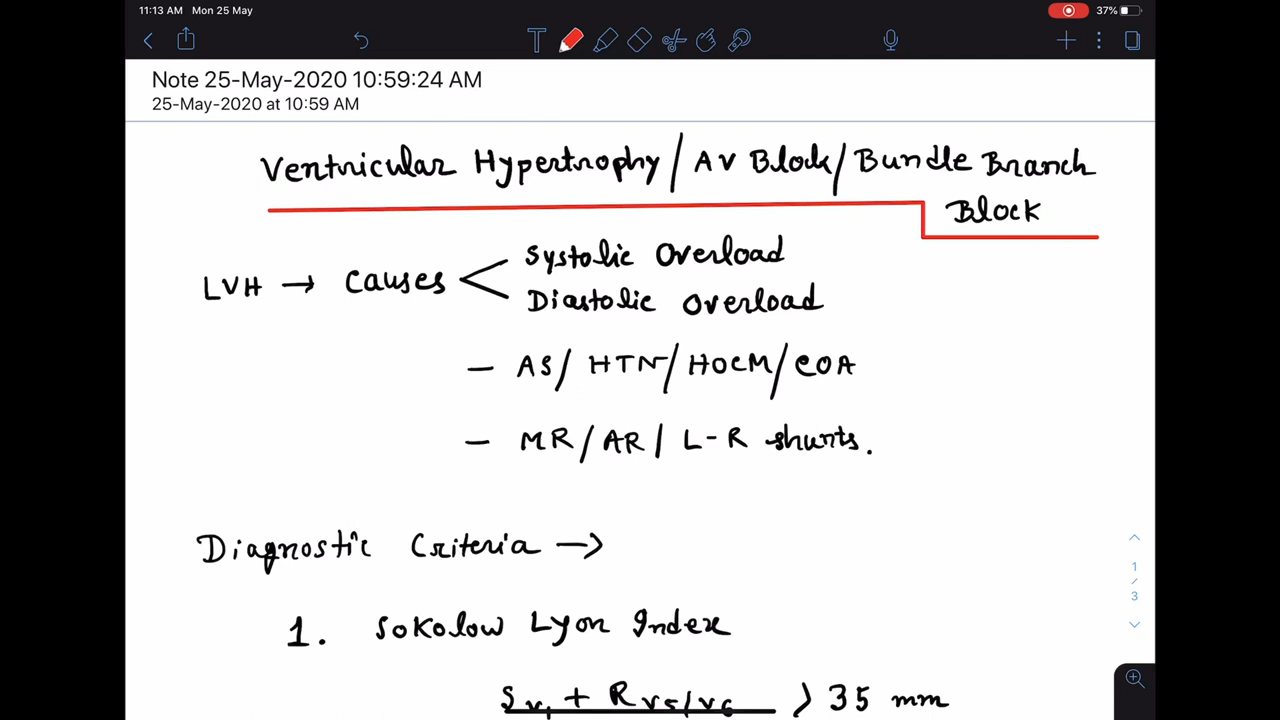 11:13 AM Mon 25 May
37%
Note 25-May-2020 10:59:24 AM
25-May-2020 at 10:59 AM
Ventricular Hypertrophy / AV Block / Bundle Branch
Block
Systolic Overload
LVH → Causes
Diastolic Overload
- AS / HTN / HOCM / COA
- MR / AR / L-R shunts.
Diagnostic Criteria →
1. Sokolow Lyon Index
SV1 + RV5/V6 > 35 mm
1
/
3